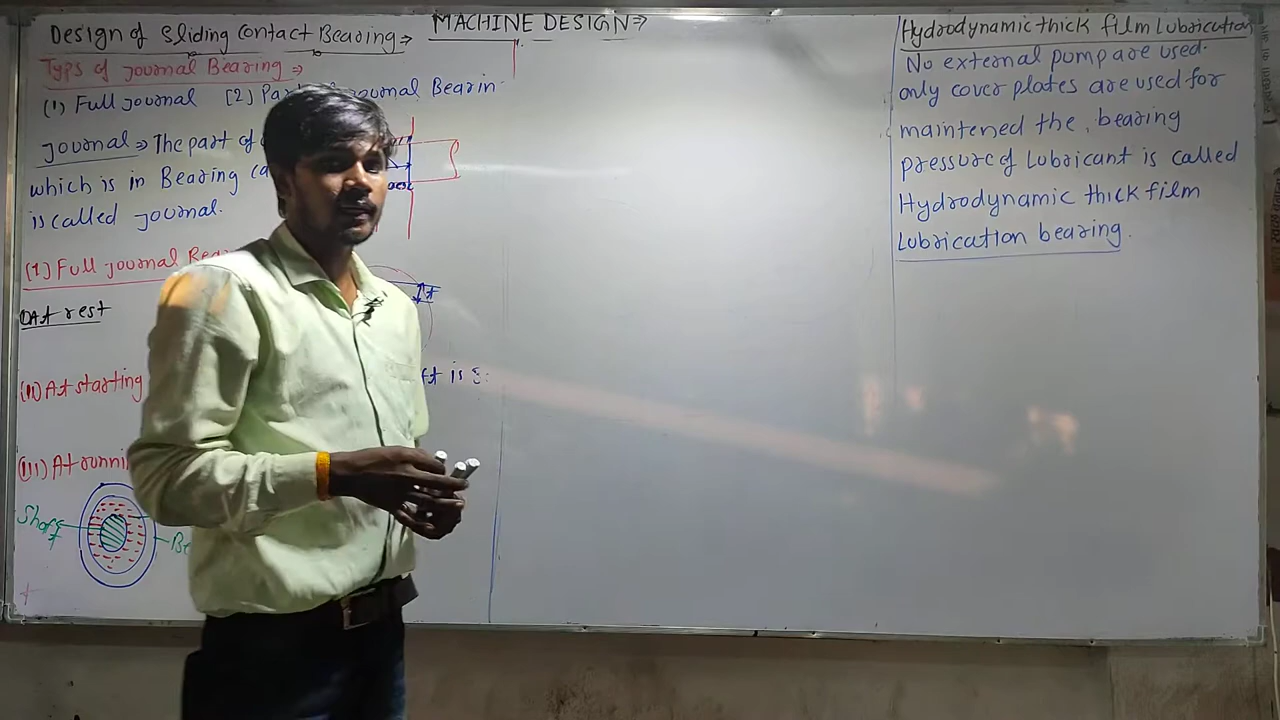 MACHINE DESIGN⇒
Design of Sliding Contact Bearing⇒
Typs of Journal Bearing ⇒
(1) Full Journal [2) Journal Bearin
Journal ⇒ The part of
which is in Bearing
is called Journal.
(1) Full Journal
(I) At rest
(II) At starting
is
(III) At
Shaft
Hydrodynamic thick film Lubrication
No external pump are used.
only cover plates are used for
maintened the bearing
pressure of Lubricant is called
Hydrodynamic thick film
Lubrication bearing.